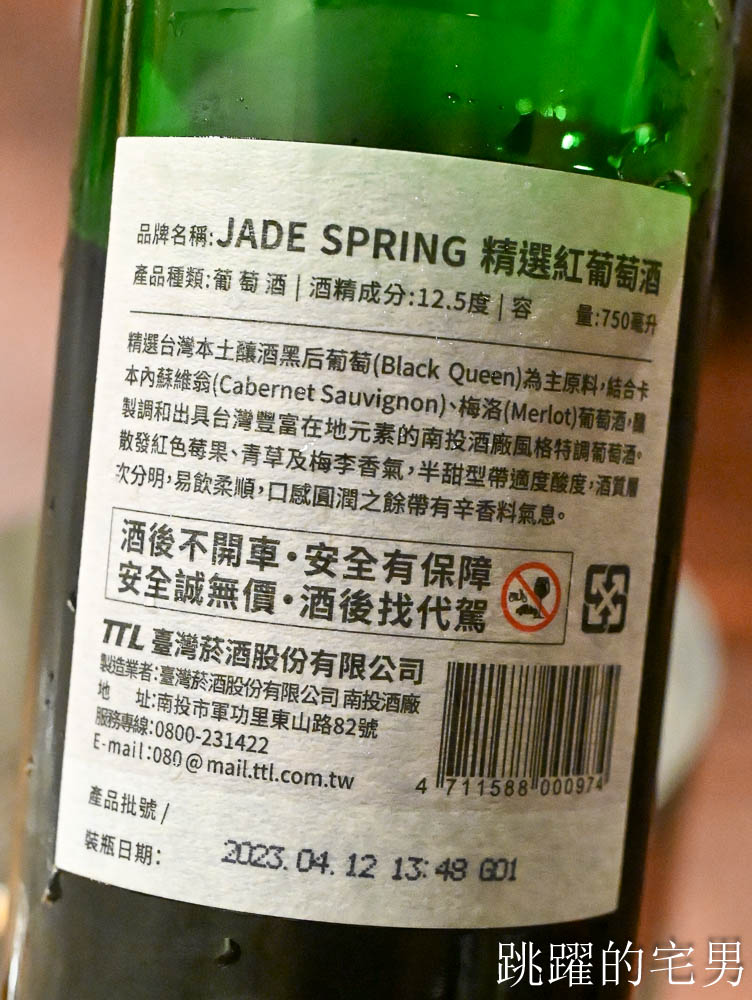 品牌名稱:JADE SPRING 精選紅葡萄酒
產品種類:葡萄酒|酒精成分:12.5度|容 量:750毫升
精選台灣本土釀酒黑后葡萄(Black Queen)為主原料,結合卡
本內蘇維翁(Cabernet Sauvignon)、梅洛(Merlot)葡萄酒,釀
製調和出具台灣豐富在地元素的南投酒廠風格特調葡萄酒。
散發紅色莓果、青草及梅李香氣,半甜型帶適度酸度,酒質層
次分明,易飲柔順,口感圓潤之餘帶有辛香料氣息。
酒後不開車・安全有保障
安全誠無價・酒後找代駕
TTL 臺灣菸酒股份有限公司
製造業者:臺灣菸酒股份有限公司 南投酒廠
地 址:南投市軍功里東山路82號
服務專線:0800-231422
E-mail:080@mail.ttl.com.tw
4 711588 000974
產品批號/
裝瓶日期: 2023.04.12 13:48 G01
跳躍的宅男